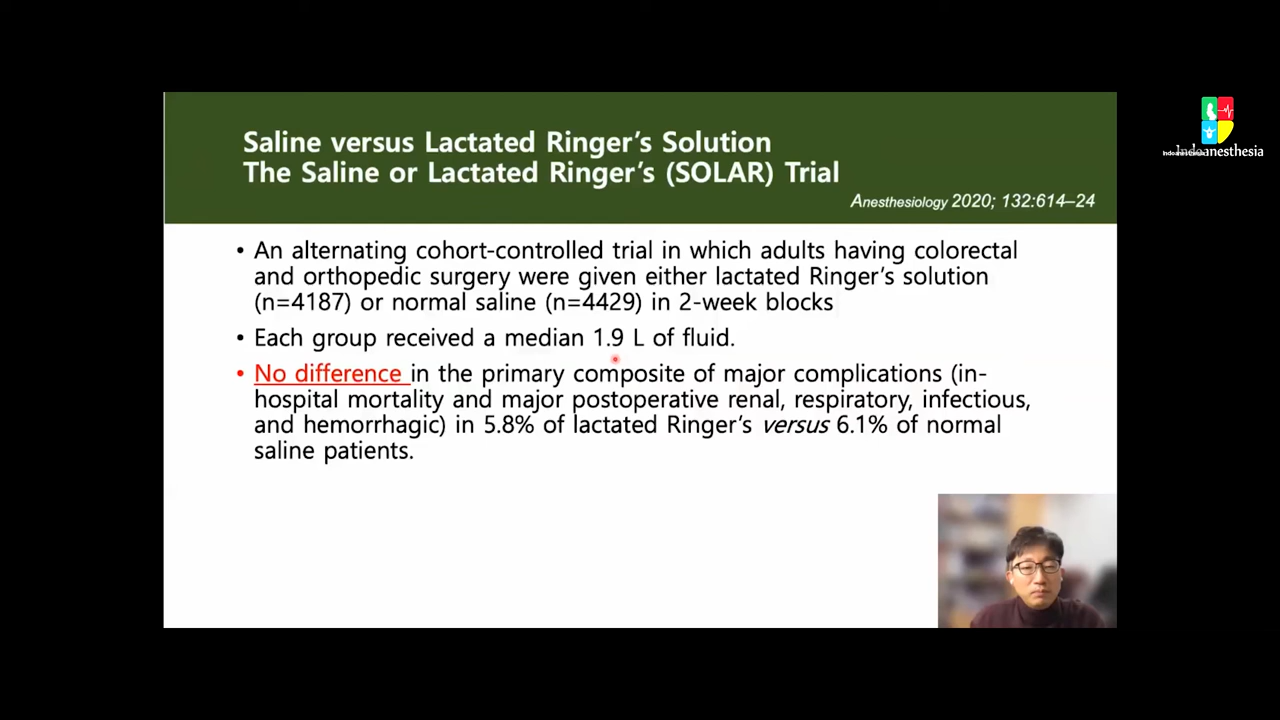 Saline versus Lactated Ringer's Solution
The Saline or Lactated Ringer's (SOLAR) Trial
Anesthesiology 2020; 132:614–24
• An alternating cohort-controlled trial in which adults having colorectal
and orthopedic surgery were given either lactated Ringer's solution
(n=4187) or normal saline (n=4429) in 2-week blocks
• Each group received a median 1.9 L of fluid.
• No difference in the primary composite of major complications (in-
hospital mortality and major postoperative renal, respiratory, infectious,
and hemorrhagic) in 5.8% of lactated Ringer's versus 6.1% of normal
saline patients.
Indoanesthesia